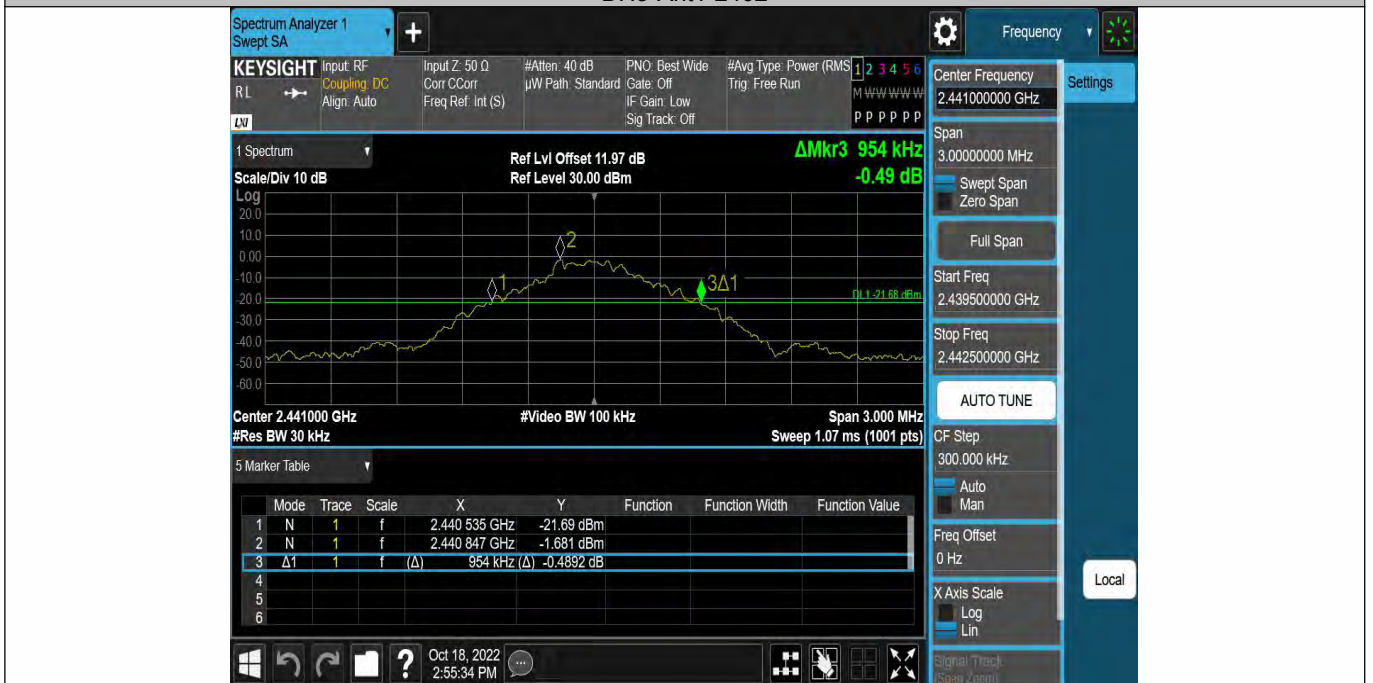 Spectrum Analyzer 1
Swept SA
+
Frequency
KEYSIGHT
RL
LXI
Input: RF
Coupling: DC
Align: Auto
Input Z: 50 Ω
Corr CCorr
Freq Ref: Int (S)
#Atten: 40 dB
µW Path: Standard
PNO: Best Wide
Gate: Off
IF Gain: Low
Sig Track: Off
#Avg Type: Power (RMS
Trig: Free Run
1 2 3 4 5 6
M W W W W W
P P P P P P
1 Spectrum
Scale/Div 10 dB
Ref Lvl Offset 11.97 dB
Ref Level 30.00 dBm
ΔMkr3 954 kHz
-0.49 dB
Log
20.0
10.0
0.00
-10.0
-20.0
-30.0
-40.0
-50.0
-60.0
1
2
3Δ1
DL1 -21.68 dBm
Center 2.441000 GHz
#Video BW 100 kHz
Span 3.000 MHz
#Res BW 30 kHz
Sweep 1.07 ms (1001 pts)
5 Marker Table
Mode Trace Scale X Y Function Function Width Function Value
1 N 1 f 2.440 535 GHz -21.69 dBm
2 N 1 f 2.440 847 GHz -1.681 dBm
3 Δ1 1 f (Δ) 954 kHz (Δ) -0.4892 dB
4
5
6
Oct 18, 2022
2:55:34 PM
?
Center Frequency
2.441000000 GHz
Settings
Span
3.00000000 MHz
Swept Span
Zero Span
Full Span
Start Freq
2.439500000 GHz
Stop Freq
2.442500000 GHz
AUTO TUNE
CF Step
300.000 kHz
Auto
Man
Freq Offset
0 Hz
X Axis Scale
Log
Lin
Signal Track
(Span Zoom)
Local